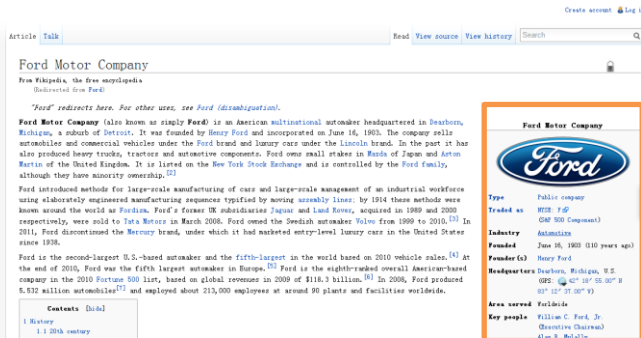 Create account Log i
Article Talk
Read View source View history Search
Ford Motor Company
From Wikipedia, the free encyclopedia
(Redirected from Ford)
"Ford" redirects here. For other uses, see Ford (disambiguation).
Ford Motor Company (also known as simply Ford) is an American multinational automaker headquartered in Dearborn,
Michigan, a suburb of Detroit. It was founded by Henry Ford and incorporated on June 16, 1903. The company sells
automobiles and commercial vehicles under the Ford brand and luxury cars under the Lincoln brand. In the past it has
also produced heavy trucks, tractors and automotive components. Ford owns small stakes in Mazda of Japan and Aston
Martin of the United Kingdom. It is listed on the New York Stock Exchange and is controlled by the Ford family,
although they have minority ownership.[2]
Ford introduced methods for large-scale manufacturing of cars and large-scale management of an industrial workforce
using elaborately engineered manufacturing sequences typified by moving assembly lines; by 1914 these methods were
known around the world as Fordism. Ford's former UK subsidiaries Jaguar and Land Rover, acquired in 1989 and 2000
respectively, were sold to Tata Motors in March 2008. Ford owned the Swedish automaker Volvo from 1999 to 2010.[3] In
2011, Ford discontinued the Mercury brand, under which it had marketed entry-level luxury cars in the United States
since 1938.
Ford is the second-largest U.S.-based automaker and the fifth-largest in the world based on 2010 vehicle sales.[4] At
the end of 2010, Ford was the fifth largest automaker in Europe.[5] Ford is the eighth-ranked overall American-based
company in the 2010 Fortune 500 list, based on global revenues in 2009 of $118.3 billion.[6] In 2008, Ford produced
5.532 million automobiles[7] and employed about 213,000 employees at around 90 plants and facilities worldwide.
Contents [hide]
1 History
1.1 20th century
Ford Motor Company
Ford
Type Public company
Traded as NYSE: F
(S&P 500 Component)
Industry Automotive
Founded June 16, 1903 (110 years ago)
Founder(s) Henry Ford
Headquarters Dearborn, Michigan, U.S.
(GPS: 42° 18′ 55.00″ N
83° 12′ 37.00″ W)
Area served Worldwide
Key people William C. Ford, Jr.
(Executive Chairman)
Alan R. Mulally